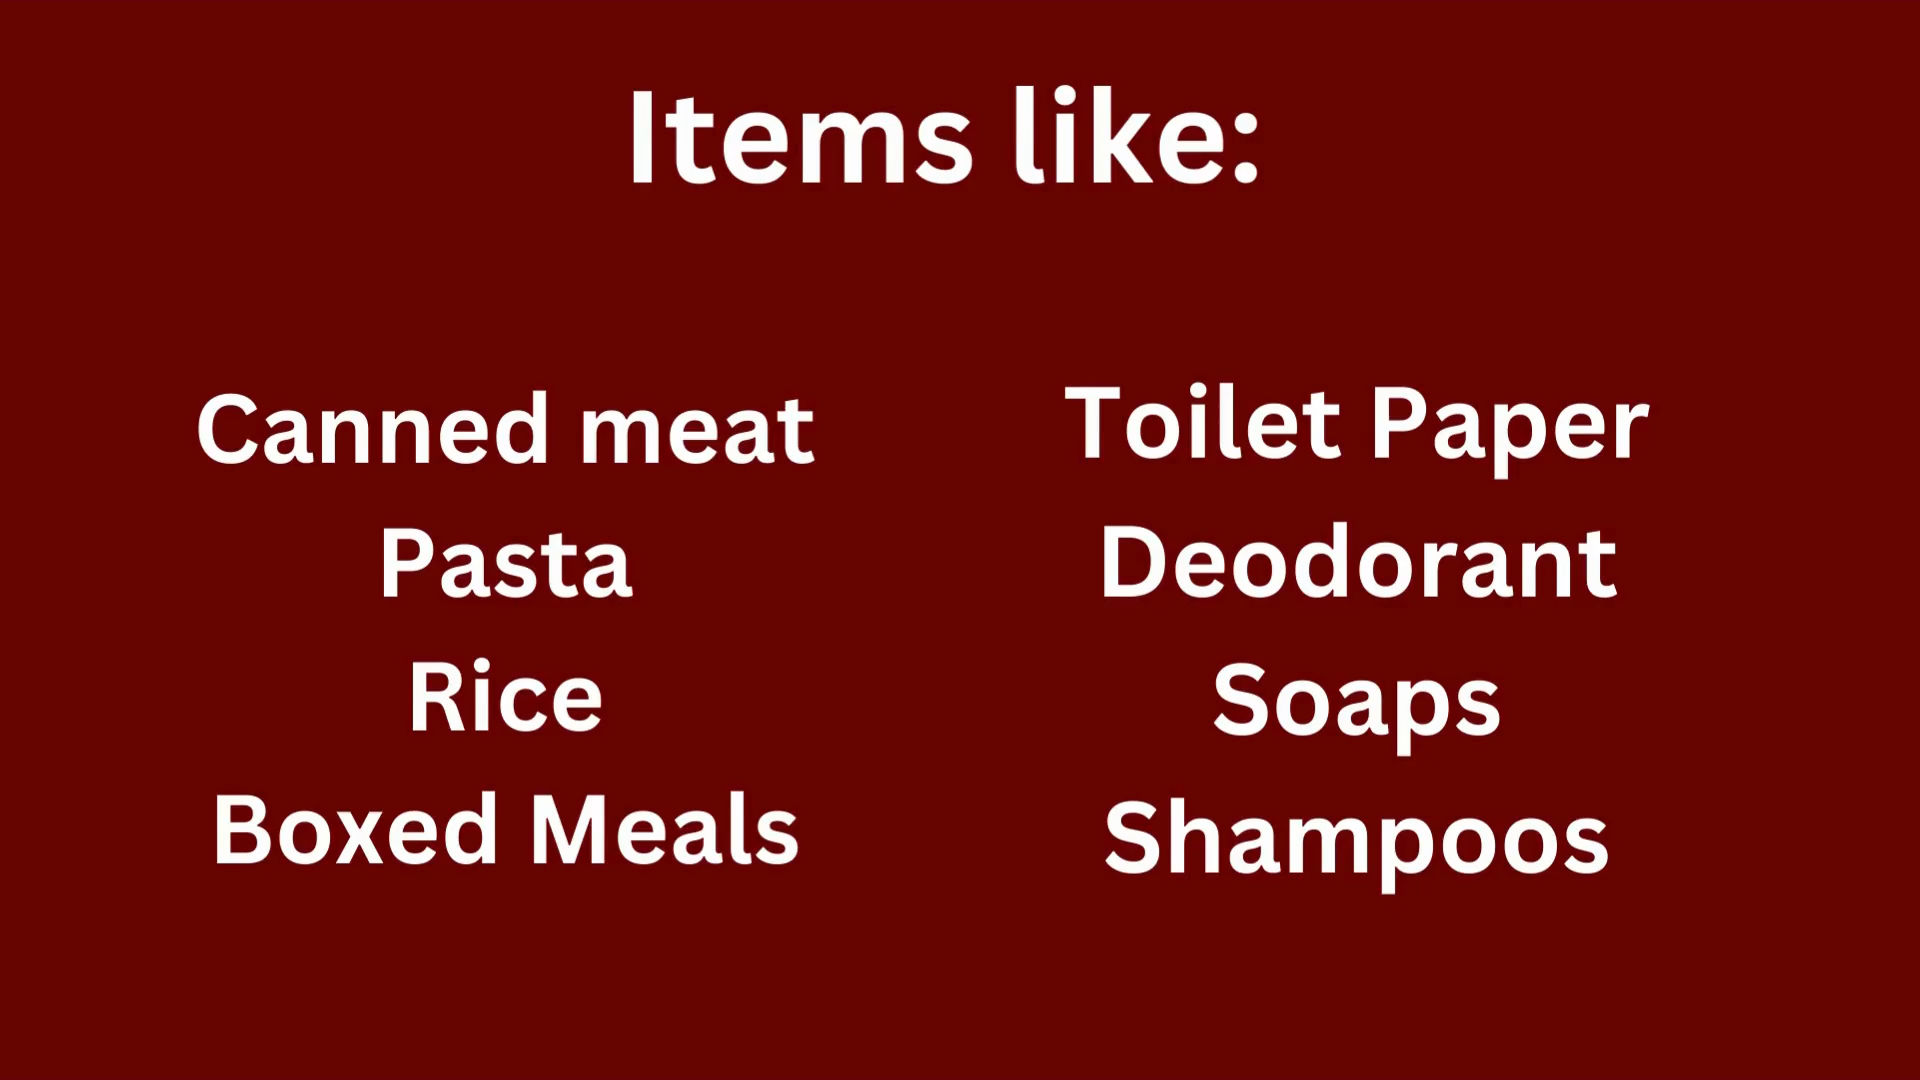 Items like:
Canned meat
Pasta
Rice
Boxed Meals
Toilet Paper
Deodorant
Soaps
Shampoos